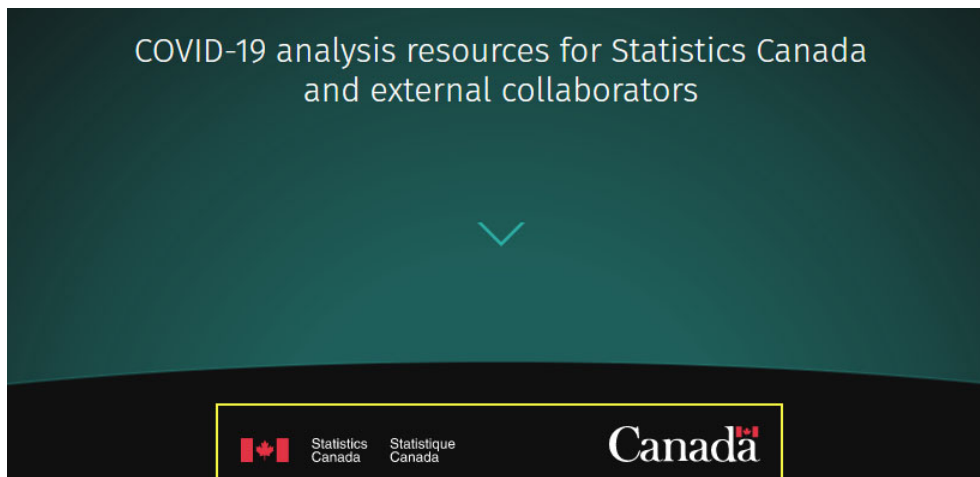 COVID-19 analysis resources for Statistics Canada
and external collaborators
Statistics Statistique
Canada Canada
Canada